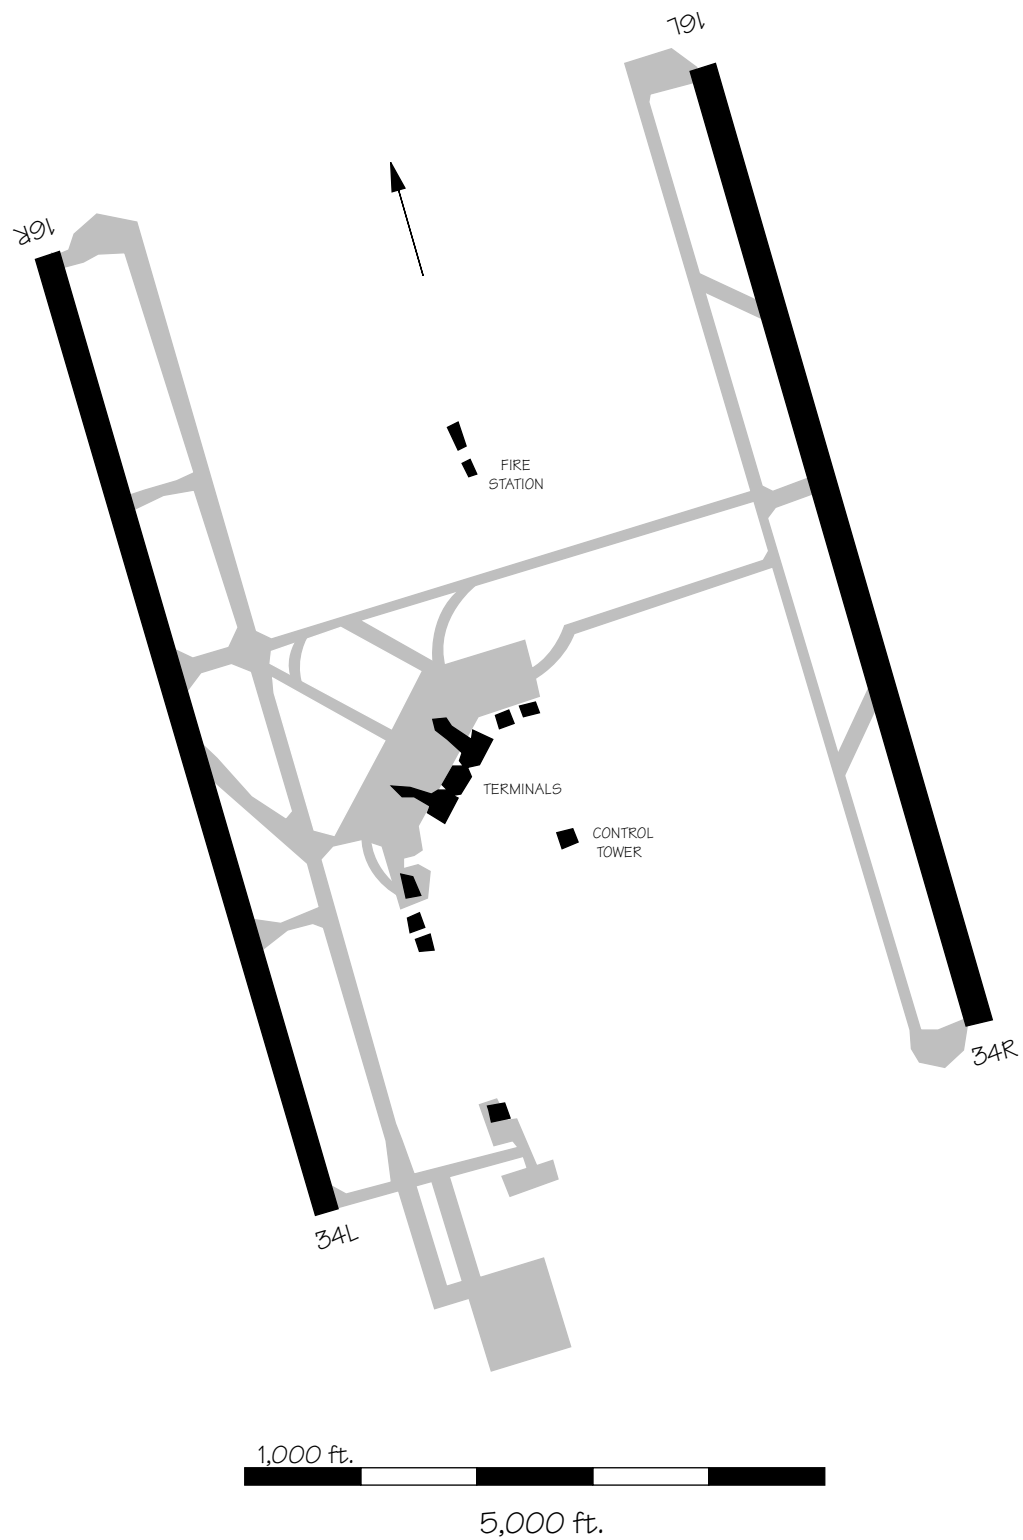 16L
16R
FIRE
STATION
TERMINALS
CONTROL
TOWER
34R
34L
1,000 ft.
5,000 ft.